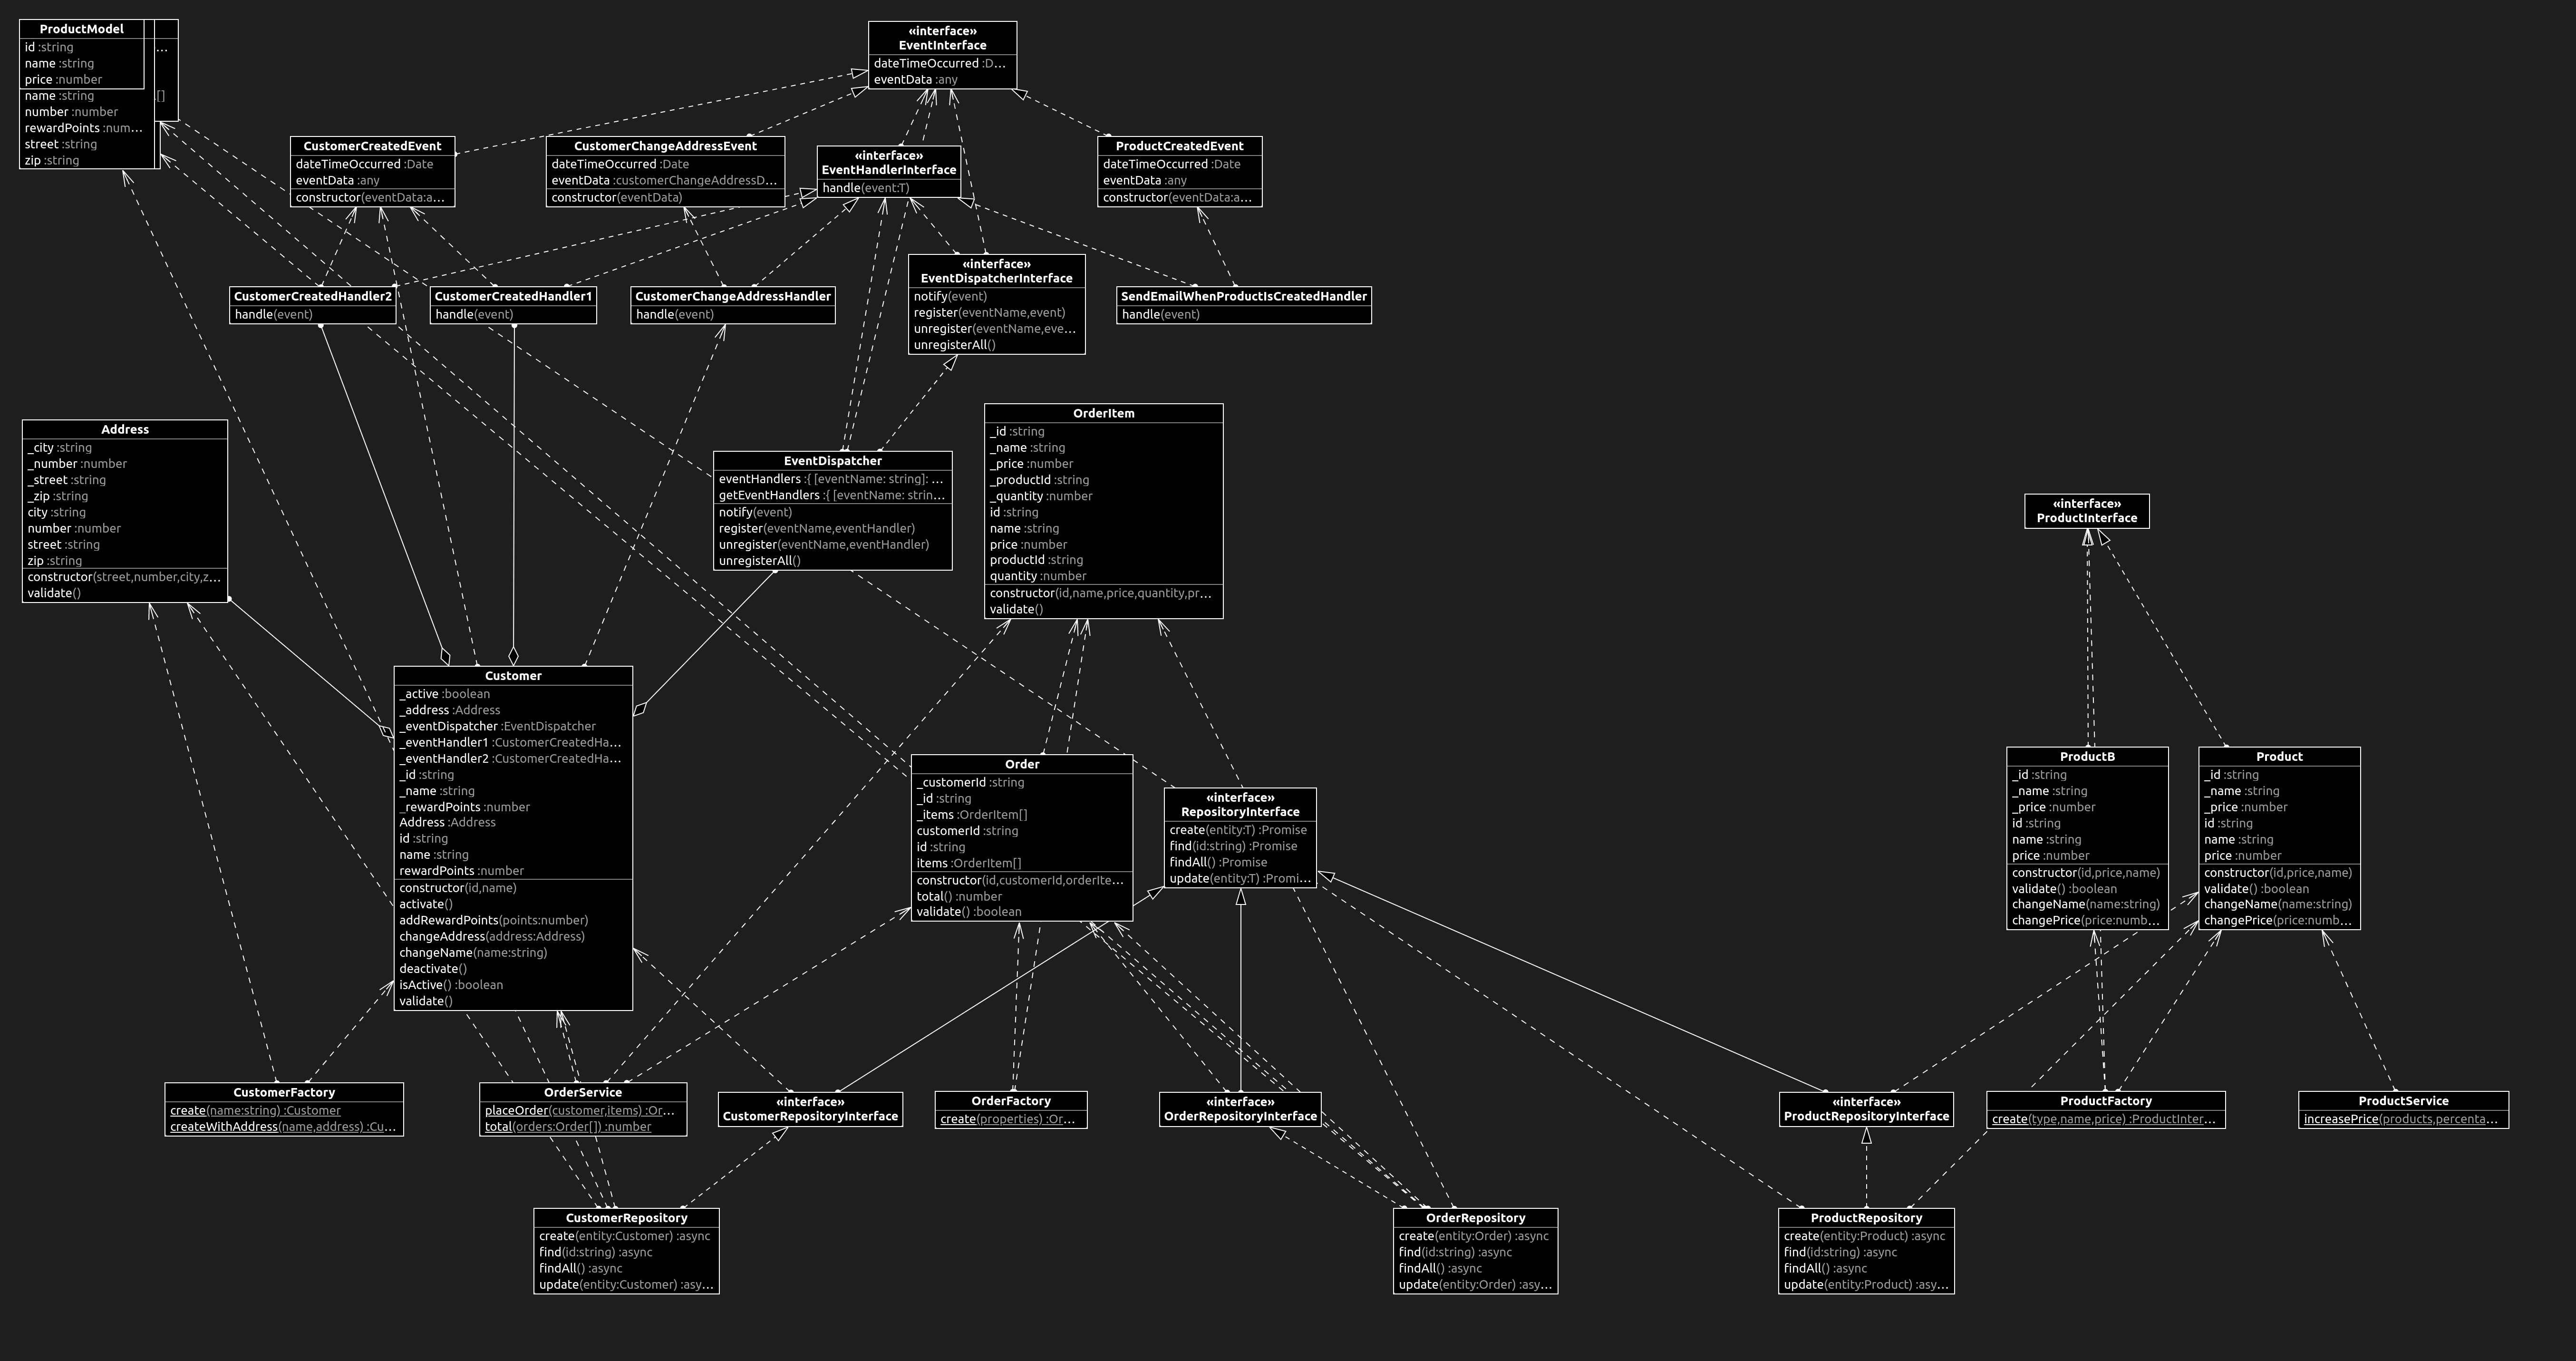 ProductModel
id :string
name :string
price :number
...
name :string
[]
number :number
rewardPoints :num...
street :string
zip :string
«interface»
EventInterface
dateTimeOccurred :D...
eventData :any
CustomerCreatedEvent
dateTimeOccurred :Date
eventData :any
constructor(eventData:a...
CustomerChangeAddressEvent
dateTimeOccurred :Date
eventData :customerChangeAddressD...
constructor(eventData)
«interface»
EventHandlerInterface
handle(event:T)
ProductCreatedEvent
dateTimeOccurred :Date
eventData :any
constructor(eventData:a...
CustomerCreatedHandler2
handle(event)
CustomerCreatedHandler1
handle(event)
CustomerChangeAddressHandler
handle(event)
«interface»
EventDispatcherInterface
notify(event)
register(eventName,event)
unregister(eventName,eve...
unregisterAll()
SendEmailWhenProductIsCreatedHandler
handle(event)
Address
_city :string
_number :number
_street :string
_zip :string
city :string
number :number
street :string
zip :string
constructor(street,number,city,z...
validate()
EventDispatcher
eventHandlers :{ [eventName: string]: ...
getEventHandlers :{ [eventName: strin...
notify(event)
register(eventName,eventHandler)
unregister(eventName,eventHandler)
unregisterAll()
OrderItem
_id :string
_name :string
_price :number
_productId :string
_quantity :number
id :string
name :string
price :number
productId :string
quantity :number
constructor(id,name,price,quantity,pr...
validate()
«interface»
ProductInterface
Customer
_active :boolean
_address :Address
_eventDispatcher :EventDispatcher
_eventHandler1 :CustomerCreatedHa...
_eventHandler2 :CustomerCreatedHa...
_id :string
_name :string
_rewardPoints :number
Address :Address
id :string
name :string
rewardPoints :number
constructor(id,name)
activate()
addRewardPoints(points:number)
changeAddress(address:Address)
changeName(name:string)
deactivate()
isActive() :boolean
validate()
Order
_customerId :string
_id :string
_items :OrderItem[]
customerId :string
id :string
items :OrderItem[]
constructor(id,customerId,orderIte...
total() :number
validate() :boolean
«interface»
RepositoryInterface
create(entity:T) :Promise
find(id:string) :Promise
findAll() :Promise
update(entity:T) :Promi...
ProductB
_id :string
_name :string
_price :number
id :string
name :string
price :number
constructor(id,price,name)
validate() :boolean
changeName(name:string)
changePrice(price:numb...
Product
_id :string
_name :string
_price :number
id :string
name :string
price :number
constructor(id,price,name)
validate() :boolean
changeName(name:string)
changePrice(price:numb...
CustomerFactory
create(name:string) :Customer
createWithAddress(name,address) :Cu...
OrderService
placeOrder(customer,items) :Or...
total(orders:Order[]) :number
«interface»
CustomerRepositoryInterface
OrderFactory
create(properties) :Or...
«interface»
OrderRepositoryInterface
«interface»
ProductRepositoryInterface
ProductFactory
create(type,name,price) :ProductInter...
ProductService
increasePrice(products,percenta...
CustomerRepository
create(entity:Customer) :async
find(id:string) :async
findAll() :async
update(entity:Customer) :asy...
OrderRepository
create(entity:Order) :async
find(id:string) :async
findAll() :async
update(entity:Order) :asy...
ProductRepository
create(entity:Product) :async
find(id:string) :async
findAll() :async
update(entity:Product) :asy...